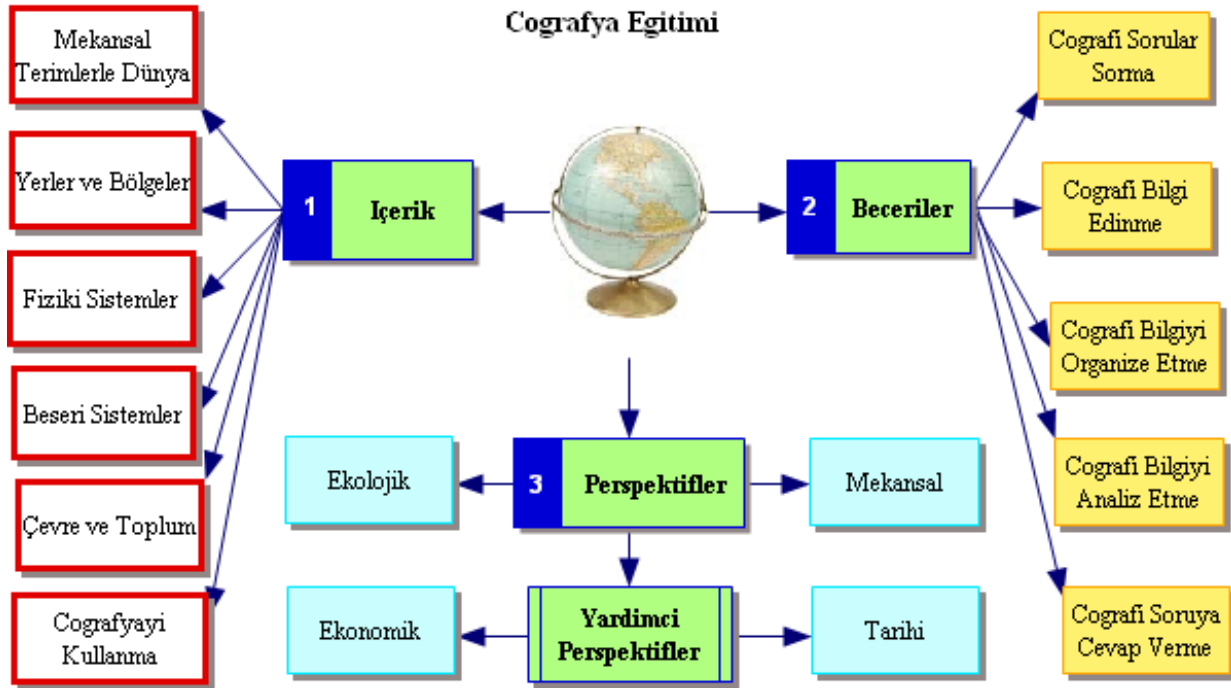 Cografya Egitimi
Mekansal
Terimlerle Dünya
Yerler ve Bölgeler
Fiziki Sistemler
Beseri Sistemler
Çevre ve Toplum
Cografyayi
Kullanma
1
Içerik
2
Beceriler
Cografi Sorular
Sorma
Cografi Bilgi
Edinme
Cografi Bilgiyi
Organize Etme
Cografi Bilgiyi
Analiz Etme
Cografi Soruya
Cevap Verme
Ekolojik
3
Perspektifler
Mekansal
Ekonomik
Yardimci
Perspektifler
Tarihi